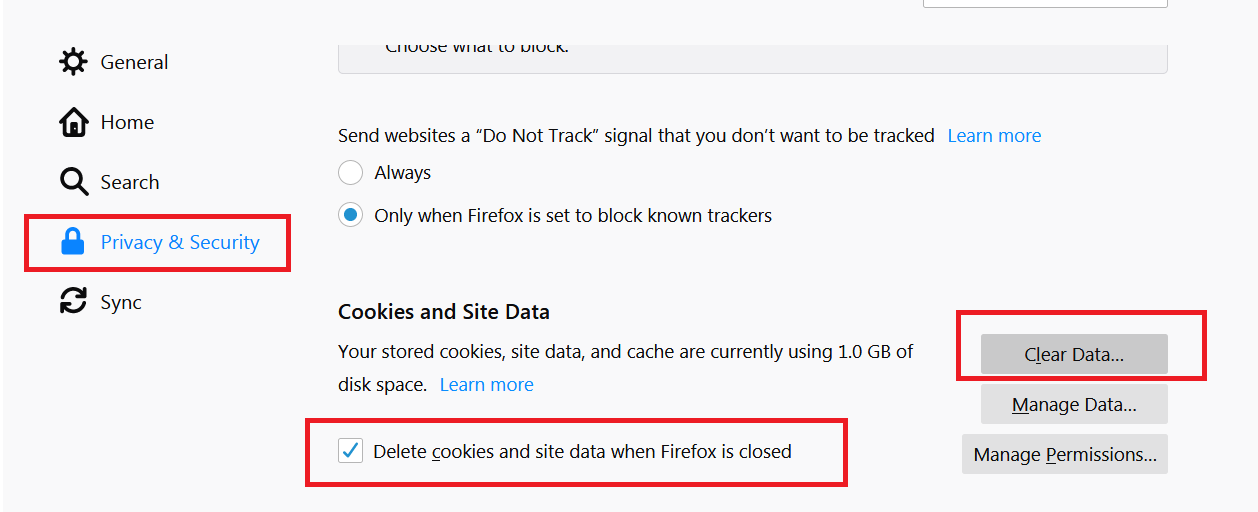 Choose what to block.
General
Home
Search
Privacy & Security
Sync
Send websites a “Do Not Track” signal that you don’t want to be tracked Learn more
Always
Only when Firefox is set to block known trackers
Cookies and Site Data
Your stored cookies, site data, and cache are currently using 1.0 GB of
disk space. Learn more
Delete cookies and site data when Firefox is closed
Clear Data...
Manage Data...
Manage Permissions...